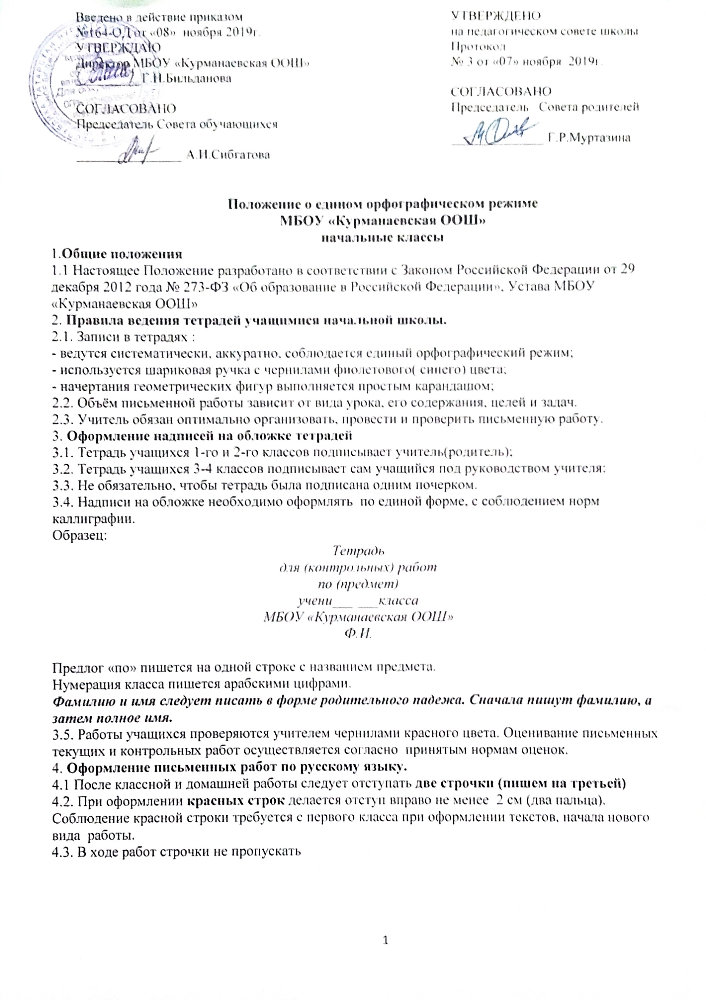 Введено в действие приказом
№164-ОД от «08» ноября 2019г.
УТВЕРЖДАЮ
Директор МБОУ «Курманаевская ООШ»
Г.Н.Бильданова
СОГЛАСОВАНО
Председатель Совета обучающихся
А.И.Сибгатова
УТВЕРЖДЕНО
на педагогическом совете школы
Протокол
№ 3 от «07» ноября 2019г.
СОГЛАСОВАНО
Председатель Совета родителей
Г.Р.Муртазина
Положение о едином орфографическом режиме
МБОУ «Курманаевская ООШ»
начальные классы
1.Общие положения
1.1 Настоящее Положение разработано в соответствии с Законом Российской Федерации от 29
декабря 2012 года № 273-ФЗ «Об образование в Российской Федерации», Устава МБОУ
«Курманаевская ООШ»
2. Правила ведения тетрадей учащимися начальной школы.
2.1. Записи в тетрадях :
- ведутся систематически, аккуратно, соблюдается единый орфографический режим;
- используется шариковая ручка с чернилами фиолетового( синего) цвета;
- начертания геометрических фигур выполняется простым карандашом;
2.2. Объём письменной работы зависит от вида урока, его содержания, целей и задач.
2.3. Учитель обязан оптимально организовать, провести и проверить письменную работу.
3. Оформление надписей на обложке тетрадей
3.1. Тетрадь учащихся 1-го и 2-го классов подписывает учитель(родитель);
3.2. Тетрадь учащихся 3-4 классов подписывает сам учащийся под руководством учителя;
3.3. Не обязательно, чтобы тетрадь была подписана одним почерком.
3.4. Надписи на обложке необходимо оформлять по единой форме, с соблюдением норм
каллиграфии.
Образец:
Тетрадь
для (контрольных) работ
по (предмет)
учени___ ___класса
МБОУ «Курманаевская ООШ»
Ф.И.
Предлог «по» пишется на одной строке с названием предмета.
Нумерация класса пишется арабскими цифрами.
Фамилию и имя следует писать в форме родительного падежа. Сначала пишут фамилию, а
затем полное имя.
3.5. Работы учащихся проверяются учителем чернилами красного цвета. Оценивание письменных
текущих и контрольных работ осуществляется согласно принятым нормам оценок.
4. Оформление письменных работ по русскому языку.
4.1 После классной и домашней работы следует отступать две строчки (пишем на третьей)
4.2. При оформлении красных строк делается отступ вправо не менее 2 см (два пальца).
Соблюдение красной строки требуется с первого класса при оформлении текстов, начала нового
вида работы.
4.3. В ходе работ строчки не пропускать
1